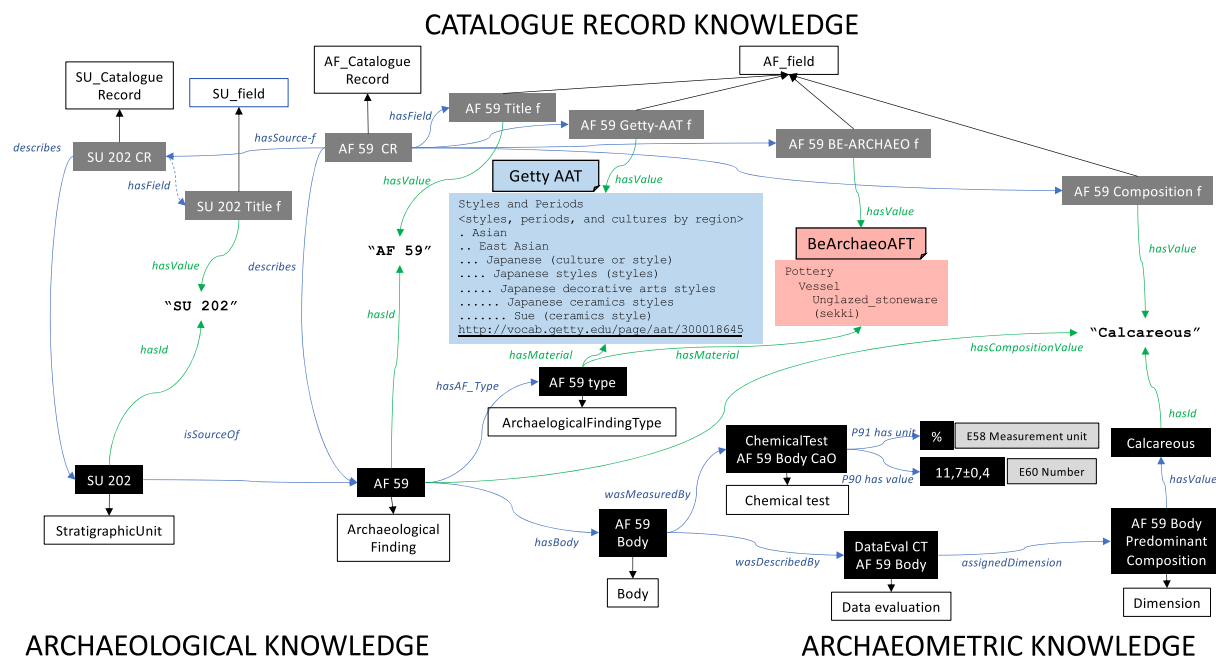 CATALOGUE RECORD KNOWLEDGE
SU_Catalogue
Record
SU_field
AF_Catalogue
Record
AF_field
AF 59 Title f
AF 59 Getty-AAT f
hasField
describes
SU 202 CR
hasSource-f
AF 59  CR
AF 59 BE-ARCHAEO f
hasField
SU 202 Title f
hasValue
Getty AAT
hasValue
AF 59 Composition f
Styles and Periods
<styles, periods, and cultures by region>
. Asian
.. East Asian
... Japanese (culture or style)
.... Japanese styles (styles)
..... Japanese decorative arts styles
...... Japanese ceramics styles
....... Sue (ceramics style)
http://vocab.getty.edu/page/aat/300018645
hasValue
BeArchaeoAFT
Pottery
Vessel
Unglazed_stoneware
(sekki)
hasValue
hasValue
describes
“AF 59”
“SU 202”
hasId
hasId
“Calcareous”
hasMaterial
hasMaterial
hasCompositionValue
hasAF_Type
AF 59 type
ArchaelogicalFindingType
hasId
isSourceOf
SU 202
StratigraphicUnit
AF 59
Archaeological
Finding
ChemicalTest
AF 59 Body CaO
Chemical test
P91 has unit
%
E58 Measurement unit
P90 has value
11,7±0,4
E60 Number
Calcareous
hasValue
wasMeasuredBy
hasBody
AF 59
Body
Body
wasDescribedBy
DataEval CT
AF 59 Body
Data evaluation
assignedDimension
AF 59 Body
Predominant
Composition
Dimension
ARCHAEOLOGICAL KNOWLEDGE
ARCHAEOMETRIC KNOWLEDGE